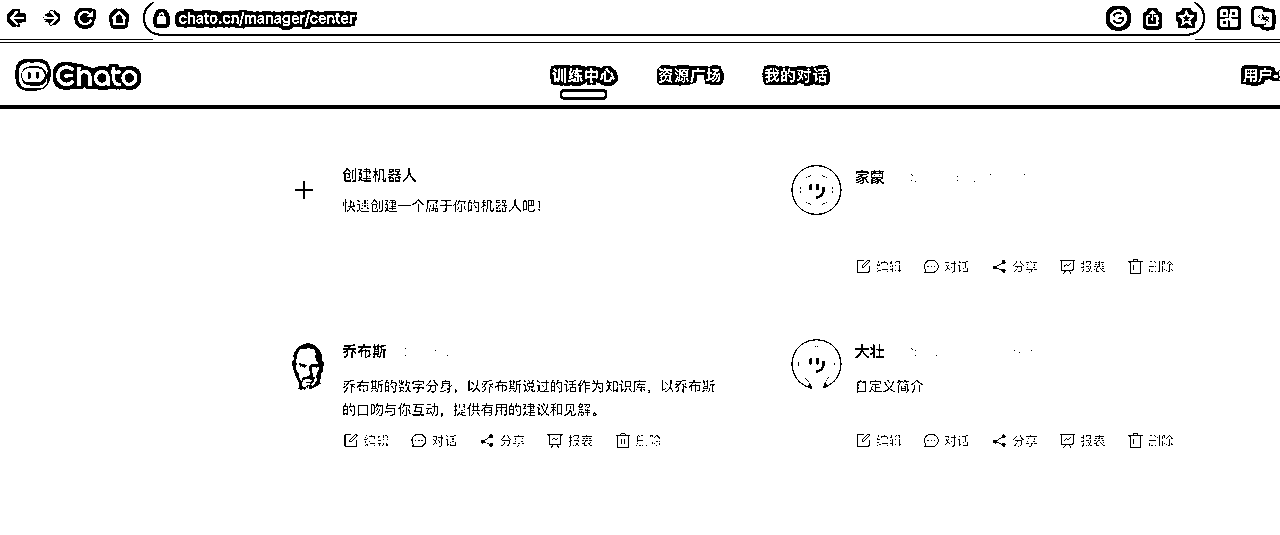 chato.cn/manager/center
Chato
训练中心 资源广场 我的对话 用户
创建机器人
快速创建一个属于你的机器人吧!
家蒙
编辑 对话 分享 报表 删除
乔布斯
乔布斯的数字分身，以乔布斯说过的话作为知识库，以乔布斯
的口吻与你互动，提供有用的建议和见解。
编辑 对话 分享 报表 删除
大壮
自定义简介
编辑 对话 分享 报表 删除